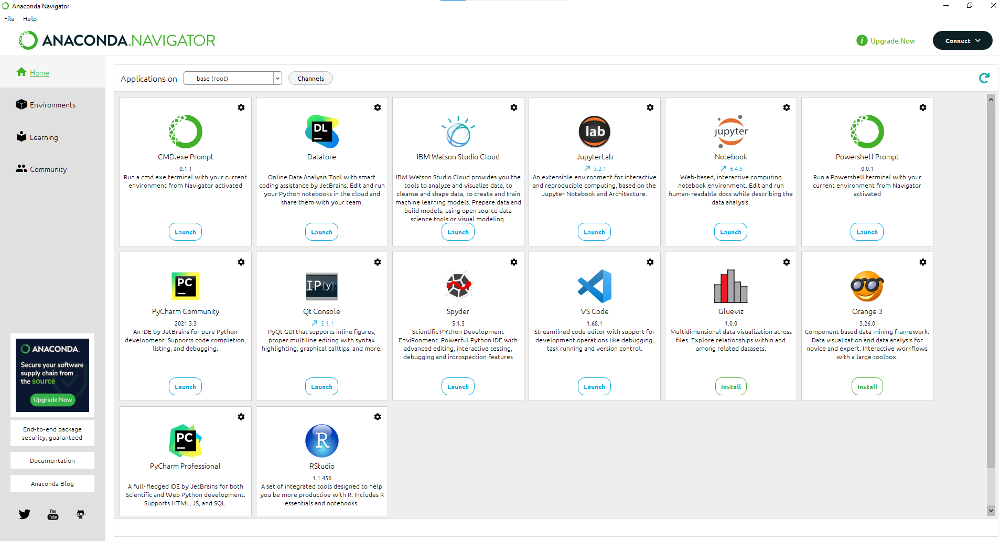 Anaconda Navigator
File Help
ANACONDA.NAVIGATOR
i Upgrade Now
Connect
Home
Environments
Learning
Community
Applications on base (root) Channels
CMD.exe Prompt
0.1.1
Run a cmd.exe terminal with your current
environment from Navigator activated
Launch
DL
Datalore
Online Data Analysis Tool with smart
coding assistance by JetBrains. Edit and run
your Python notebooks in the cloud and
share them with your team.
Launch
IBM Watson Studio Cloud
IBM Watson Studio Cloud provides you the
tools to analyze and visualize data, to
cleanse and shape data, to create and train
machine learning models. Prepare data and
build models, using open source data
science tools or visual modeling.
Launch
lab
JupyterLab
3.2.1
An extensible environment for interactive
and reproducible computing, based on the
Jupyter Notebook and Architecture.
Launch
jupyter
Notebook
6.4.5
Web-based, interactive computing
notebook environment. Edit and run
human-readable docs while describing the
data analysis.
Launch
Powershell Prompt
0.0.1
Run a Powershell terminal with your
current environment from Navigator
activated
Launch
PC
PyCharm Community
2021.3.3
An IDE by JetBrains for pure Python
development. Supports code completion,
listing, and debugging.
Launch
IP[y]:
Qt Console
5.1.1
PyQt GUI that supports inline figures,
proper multiline editing with syntax
highlighting, graphical calltips, and more.
Launch
Spyder
5.1.5
Scientific PYthon Development
EnviRonment. Powerful Python IDE with
advanced editing, interactive testing,
debugging and introspection features
Launch
VS Code
1.68.1
Streamlined code editor with support for
development operations like debugging,
task running and version control.
Launch
Glueviz
1.0.0
Multidimensional data visualization across
files. Explore relationships within and
among related datasets.
Install
Orange 3
3.26.0
Component based data mining framework.
Data visualization and data analysis for
novice and expert. Interactive workflows
with a large toolbox.
Install
PC
PyCharm Professional
A full-fledged IDE by JetBrains for both
Scientific and Web Python development.
Supports HTML, JS, and SQL.
R
RStudio
1.1.456
A set of integrated tools designed to help
you be more productive with R. Includes R
essentials and notebooks.
ANACONDA.
Secure your software
supply chain from
the source
Upgrade Now
End-to-end package
security, guaranteed
Documentation
Anaconda Blog
You
Tube